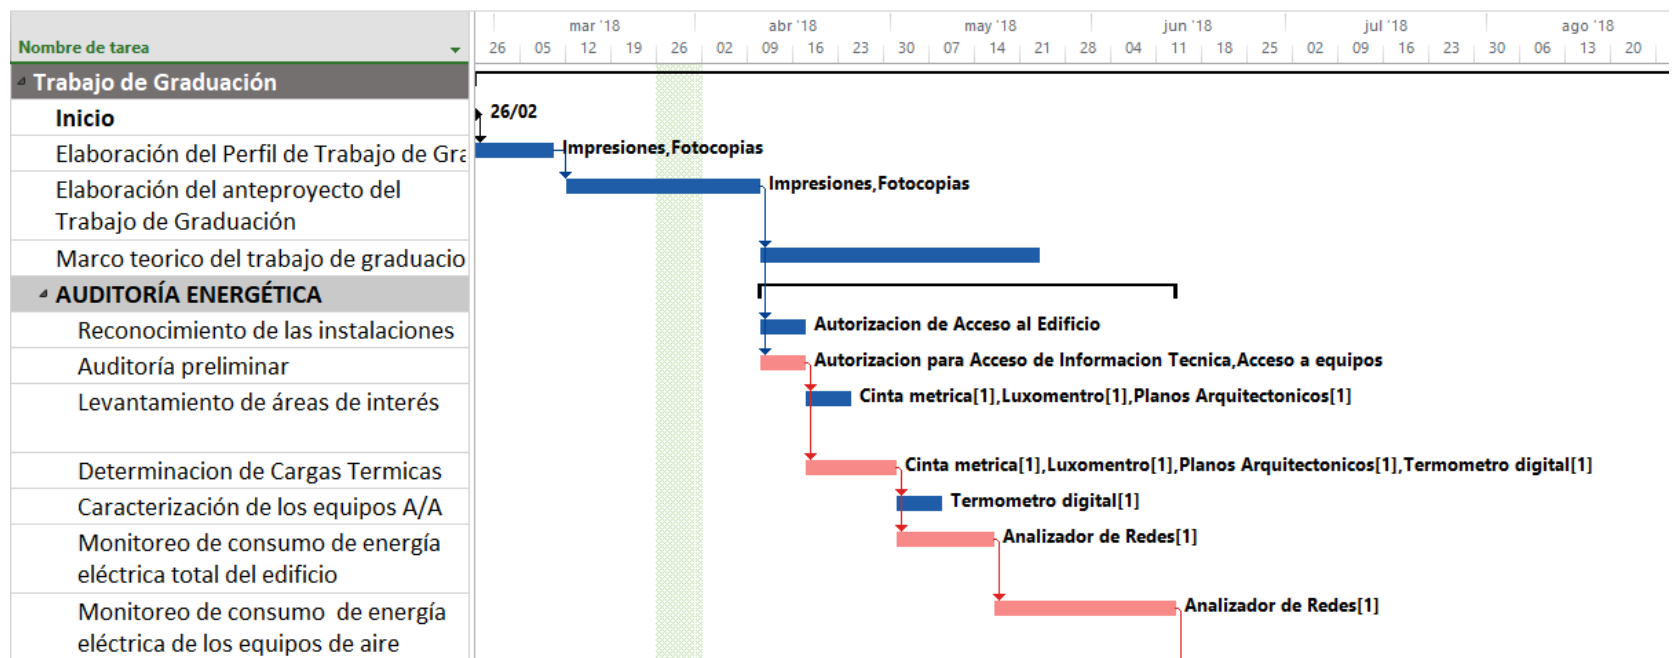 mar '18 abr '18 may '18 jun '18 jul '18 ago '18
Nombre de tarea 26 05 12 19 26 02 09 16 23 30 07 14 21 28 04 11 18 25 02 09 16 23 30 06 13 20
Trabajo de Graduación
Inicio 26/02
Elaboración del Perfil de Trabajo de Gra Impresiones,Fotocopias
Elaboración del anteproyecto del Impresiones,Fotocopias
Trabajo de Graduación
Marco teorico del trabajo de graduacio
AUDITORÍA ENERGÉTICA
Reconocimiento de las instalaciones Autorizacion de Acceso al Edificio
Auditoría preliminar Autorizacion para Acceso de Informacion Tecnica,Acceso a equipos
Levantamiento de áreas de interés Cinta metrica[1],Luxomentro[1],Planos Arquitectonicos[1]
Determinacion de Cargas Termicas Cinta metrica[1],Luxomentro[1],Planos Arquitectonicos[1],Termometro digital[1]
Caracterización de los equipos A/A Termometro digital[1]
Monitoreo de consumo de energía Analizador de Redes[1]
eléctrica total del edificio
Monitoreo de consumo de energía Analizador de Redes[1]
eléctrica de los equipos de aire